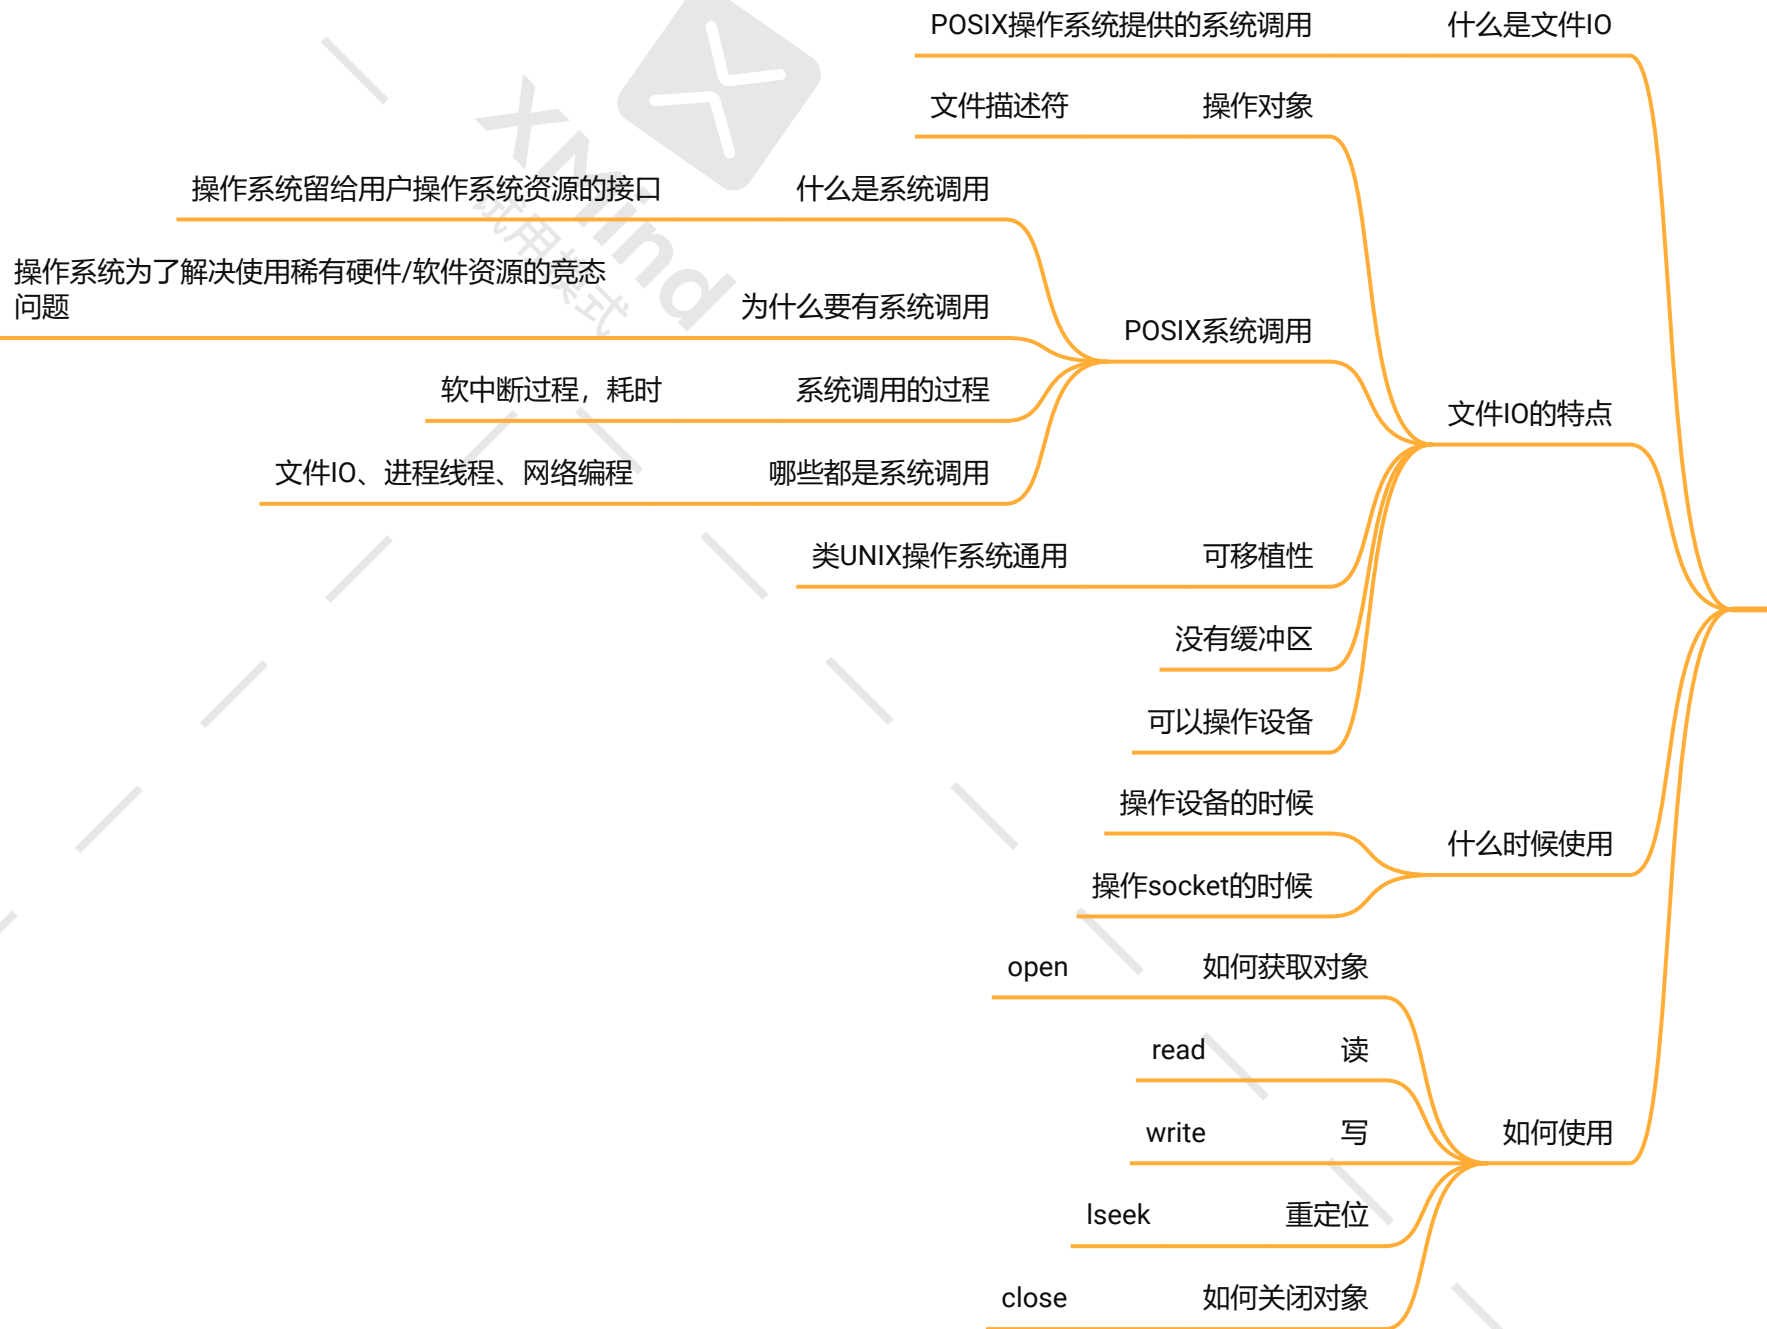 POSIX操作系统提供的系统调用 什么是文件IO
文件描述符 操作对象
操作系统留给用户操作系统资源的接口 什么是系统调用
操作系统为了解决使用稀有硬件/软件资源的竞态
问题
为什么要有系统调用
POSIX系统调用
软中断过程，耗时 系统调用的过程
文件IO的特点
文件IO、进程线程、网络编程 哪些都是系统调用
类UNIX操作系统通用 可移植性
没有缓冲区
可以操作设备
操作设备的时候
什么时候使用
操作socket的时候
open 如何获取对象
read 读
write 写
如何使用
lseek 重定位
close 如何关闭对象
XMind
试用模式